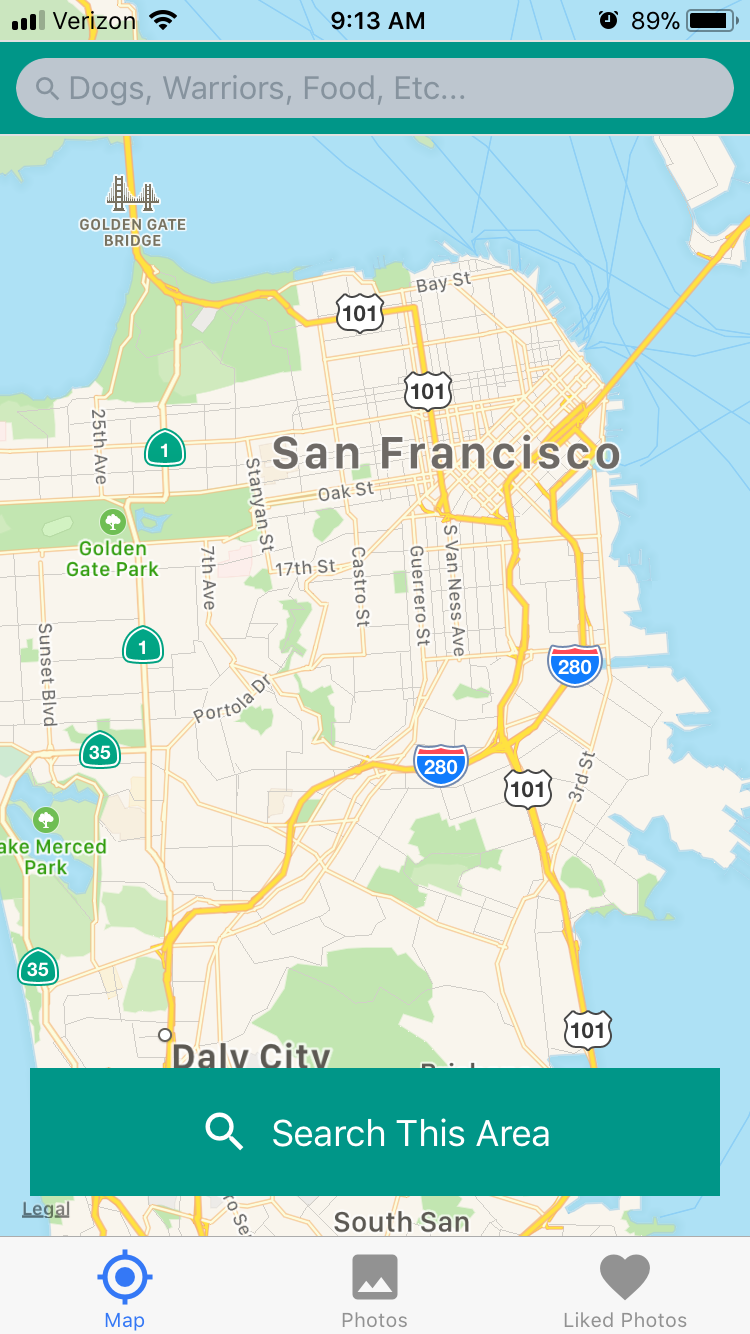 Verizon 9:13 AM 89%
Dogs, Warriors, Food, Etc...
GOLDEN GATE
BRIDGE
Bay St
101
101
25th Ave
1
San Francisco
Stanyan St
Oak St
Golden
Gate Park
7th Ave
17th St
Castro St
Guerrero St
S Van Ness Ave
Sunset Blvd
1
280
Portola Dr
35
280
101
3rd St
ake Merced
Park
35
101
Daly City
Search This Area
Legal
South San
Map
Photos
Liked Photos